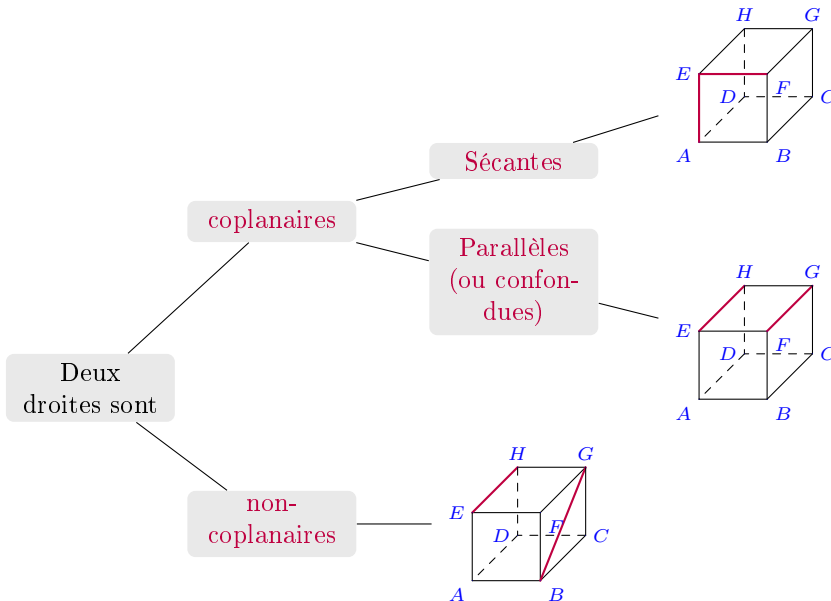 Deux
droites sont
coplanaires
Sécantes
H G
E F
D C
A B
Parallèles
(ou confon-
dues)
H G
E F
D C
A B
non-
coplanaires
H G
E F
D C
A B